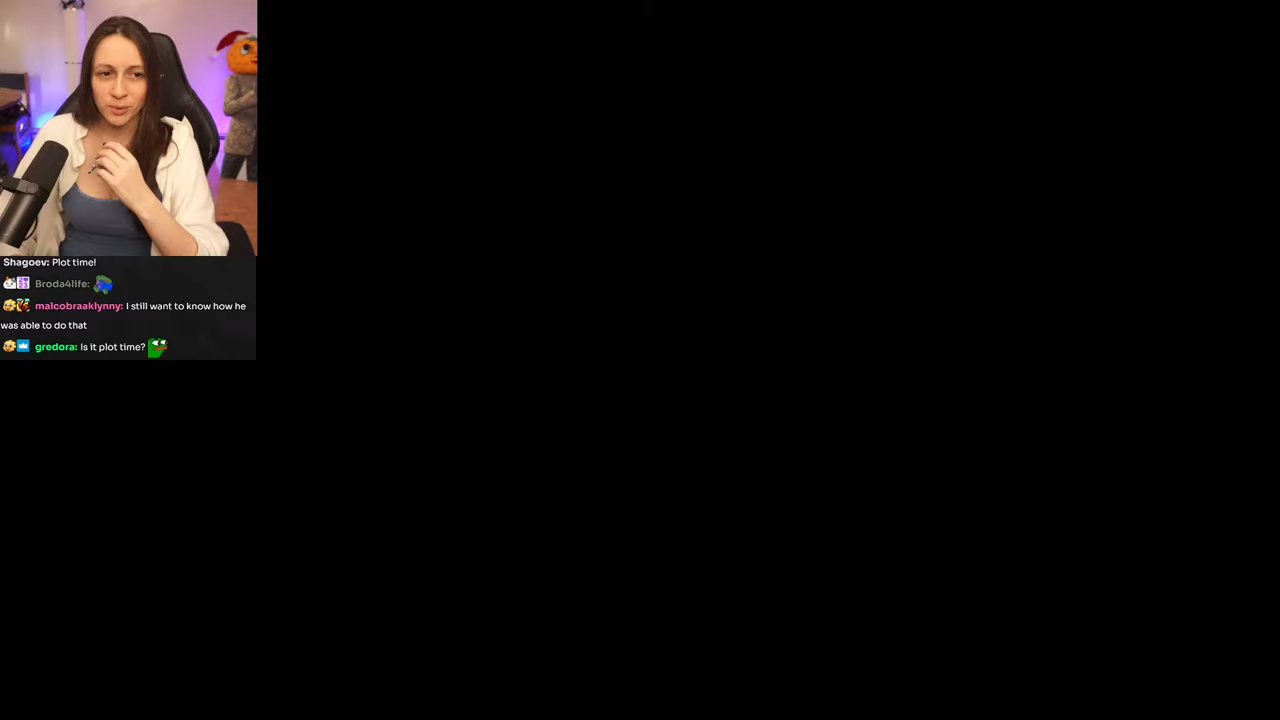 Shagoev: Plot time!
Broda4life:
malcobraaklynny: I still want to know how he
was able to do that
gredora: Is it plot time?